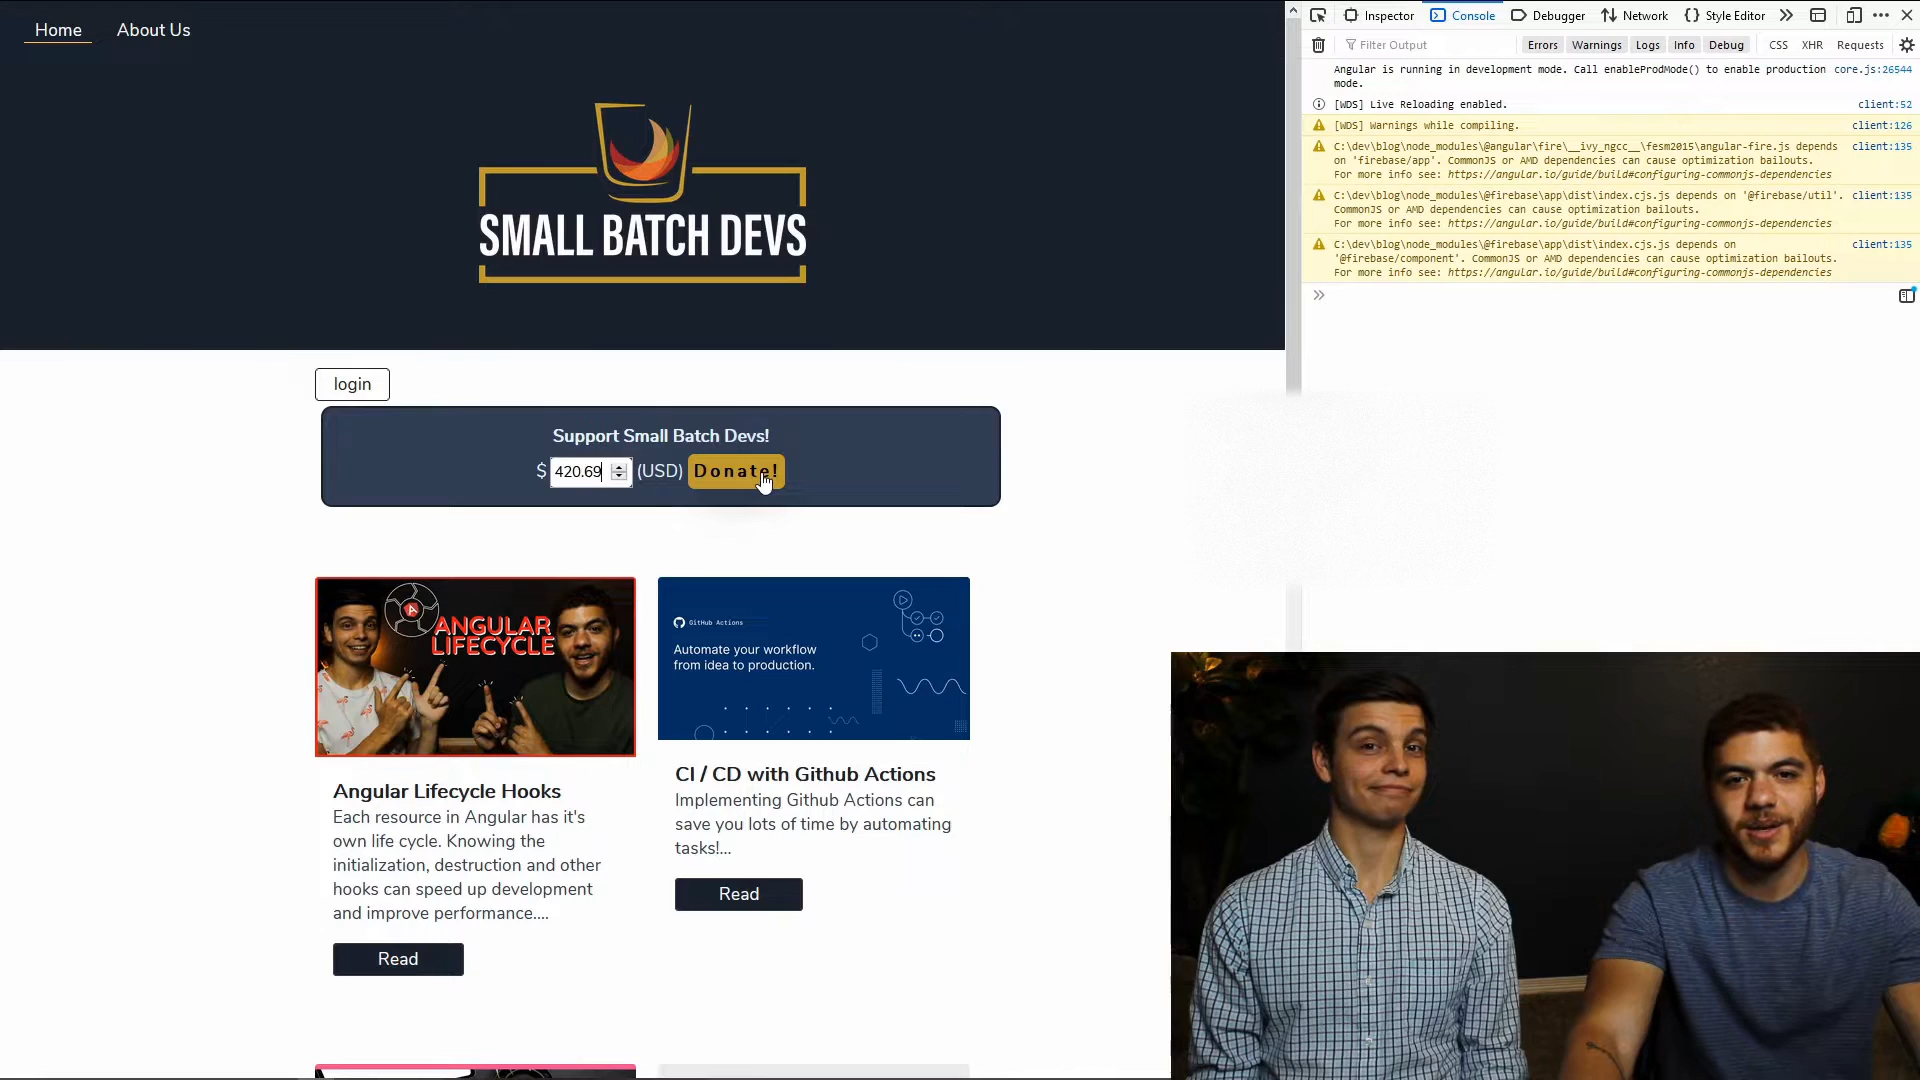 Home About Us
SMALL BATCH DEVS
login
Support Small Batch Devs!
$ 420.69 (USD) Donate!
ANGULAR
LIFECYCLE
Angular Lifecycle Hooks
Each resource in Angular has it's
own life cycle. Knowing the
initialization, destruction and other
hooks can speed up development
and improve performance....
Read
GitHub Actions
Automate your workflow
from idea to production.
CI / CD with Github Actions
Implementing Github Actions can
save you lots of time by automating
tasks!...
Read
Inspector Console Debugger Network Style Editor
Filter Output Errors Warnings Logs Info Debug CSS XHR Requests
Angular is running in development mode. Call enableProdMode() to enable production core.js:26544
mode.
[WDS] Live Reloading enabled. client:52
[WDS] Warnings while compiling. client:126
C:\dev\blog\node_modules\@angular\fire\__ivy_ngcc__\fesm2015\angular-fire.js depends client:135
on 'firebase/app'. CommonJS or AMD dependencies can cause optimization bailouts.
For more info see: https://angular.io/guide/build#configuring-commonjs-dependencies
C:\dev\blog\node_modules\@firebase\app\dist\index.cjs.js depends on '@firebase/util'. client:135
CommonJS or AMD dependencies can cause optimization bailouts.
For more info see: https://angular.io/guide/build#configuring-commonjs-dependencies
C:\dev\blog\node_modules\@firebase\app\dist\index.cjs.js depends on client:135
'@firebase/component'. CommonJS or AMD dependencies can cause optimization bailouts.
For more info see: https://angular.io/guide/build#configuring-commonjs-dependencies